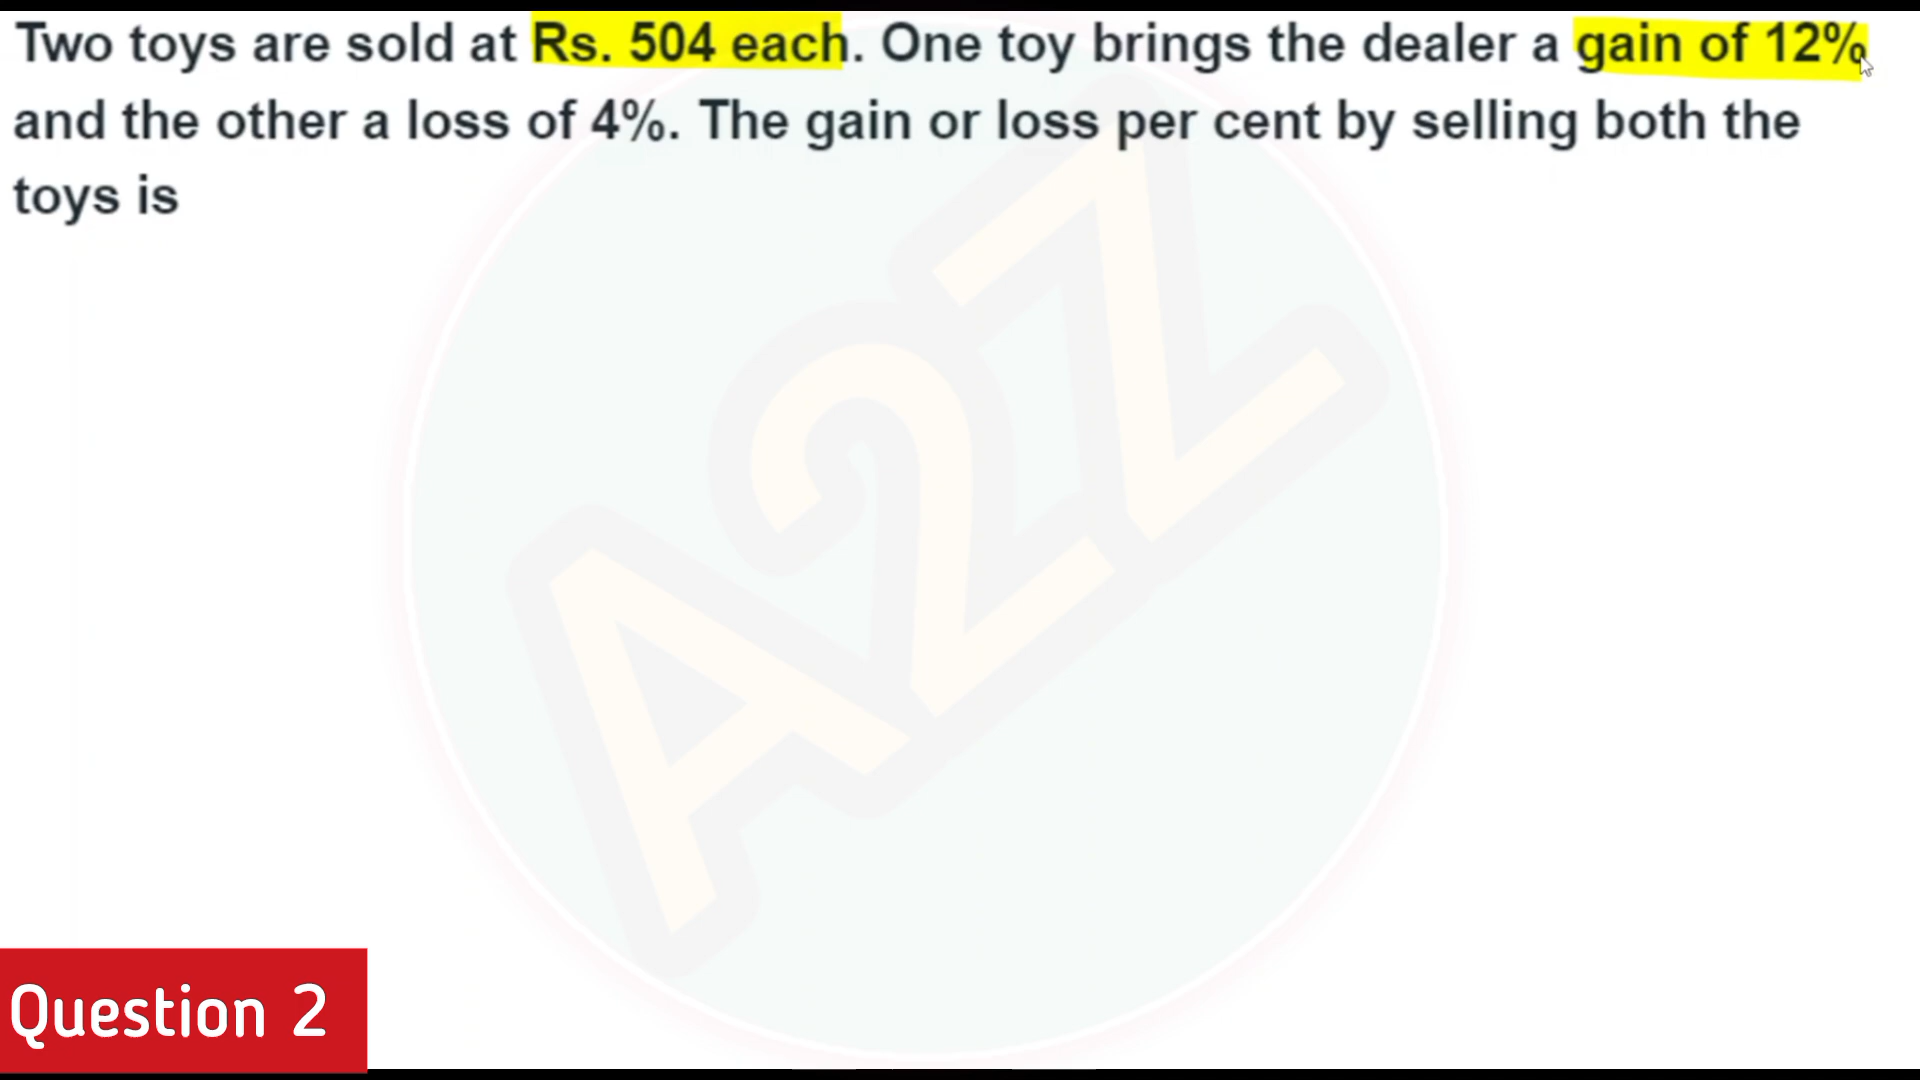 Two toys are sold at Rs. 504 each. One toy brings the dealer a gain of 12%
and the other a loss of 4%. The gain or loss per cent by selling both the
toys is
A2Z
Question 2